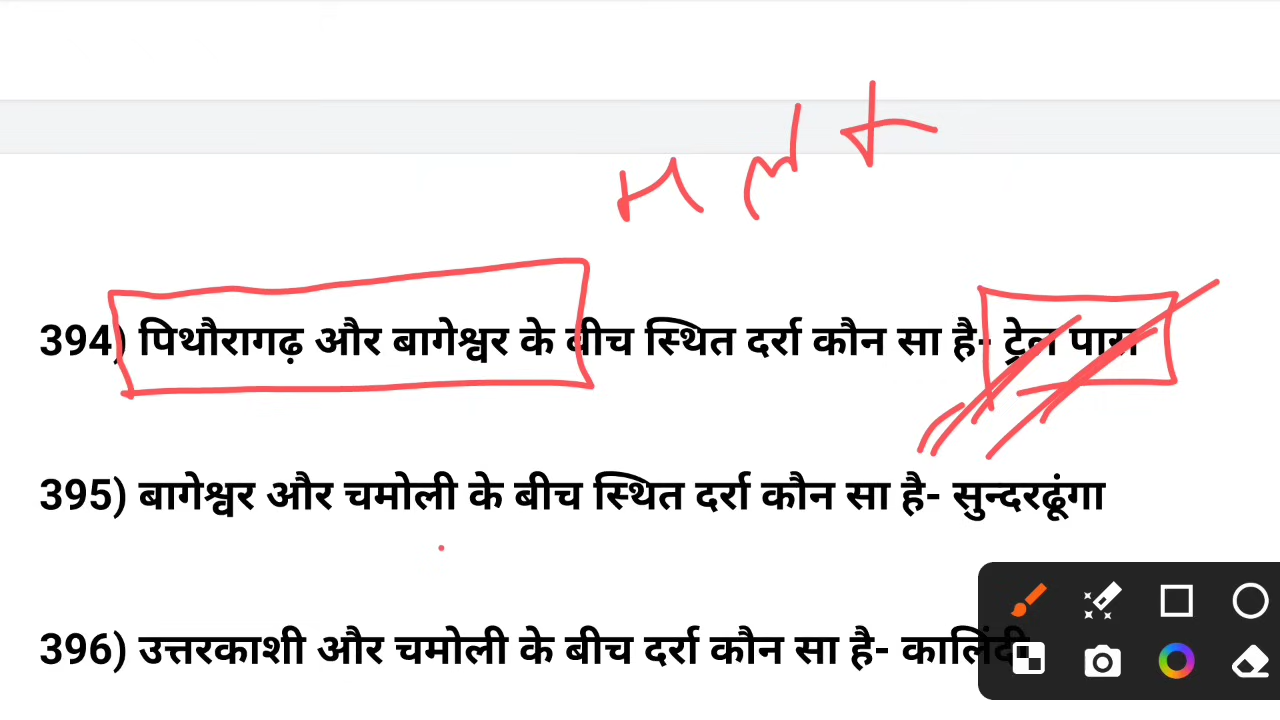 394) पिथौरागढ़ और बागेश्वर के बीच स्थित दर्रा कौन सा है- ट्रेल पास
395) बागेश्वर और चमोली के बीच स्थित दर्रा कौन सा है- सुन्दरढूंगा
396) उत्तरकाशी और चमोली के बीच दर्रा कौन सा है- कालिंदी